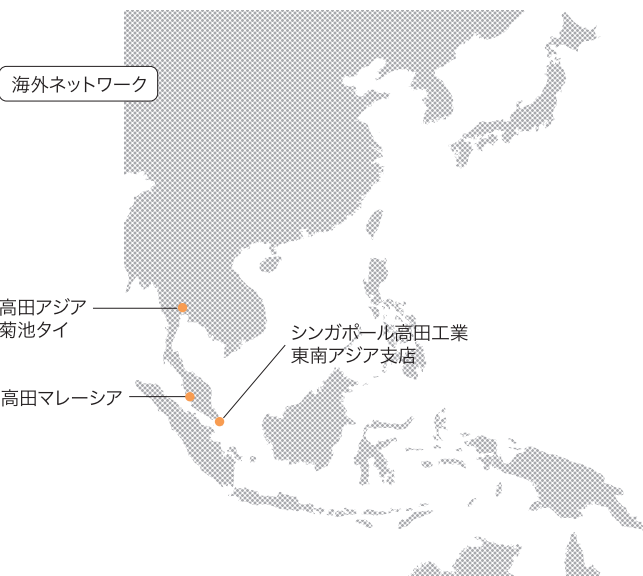 海外ネットワーク
高田アジア
菊池タイ
シンガポール高田工業
東南アジア支店
高田マレーシア